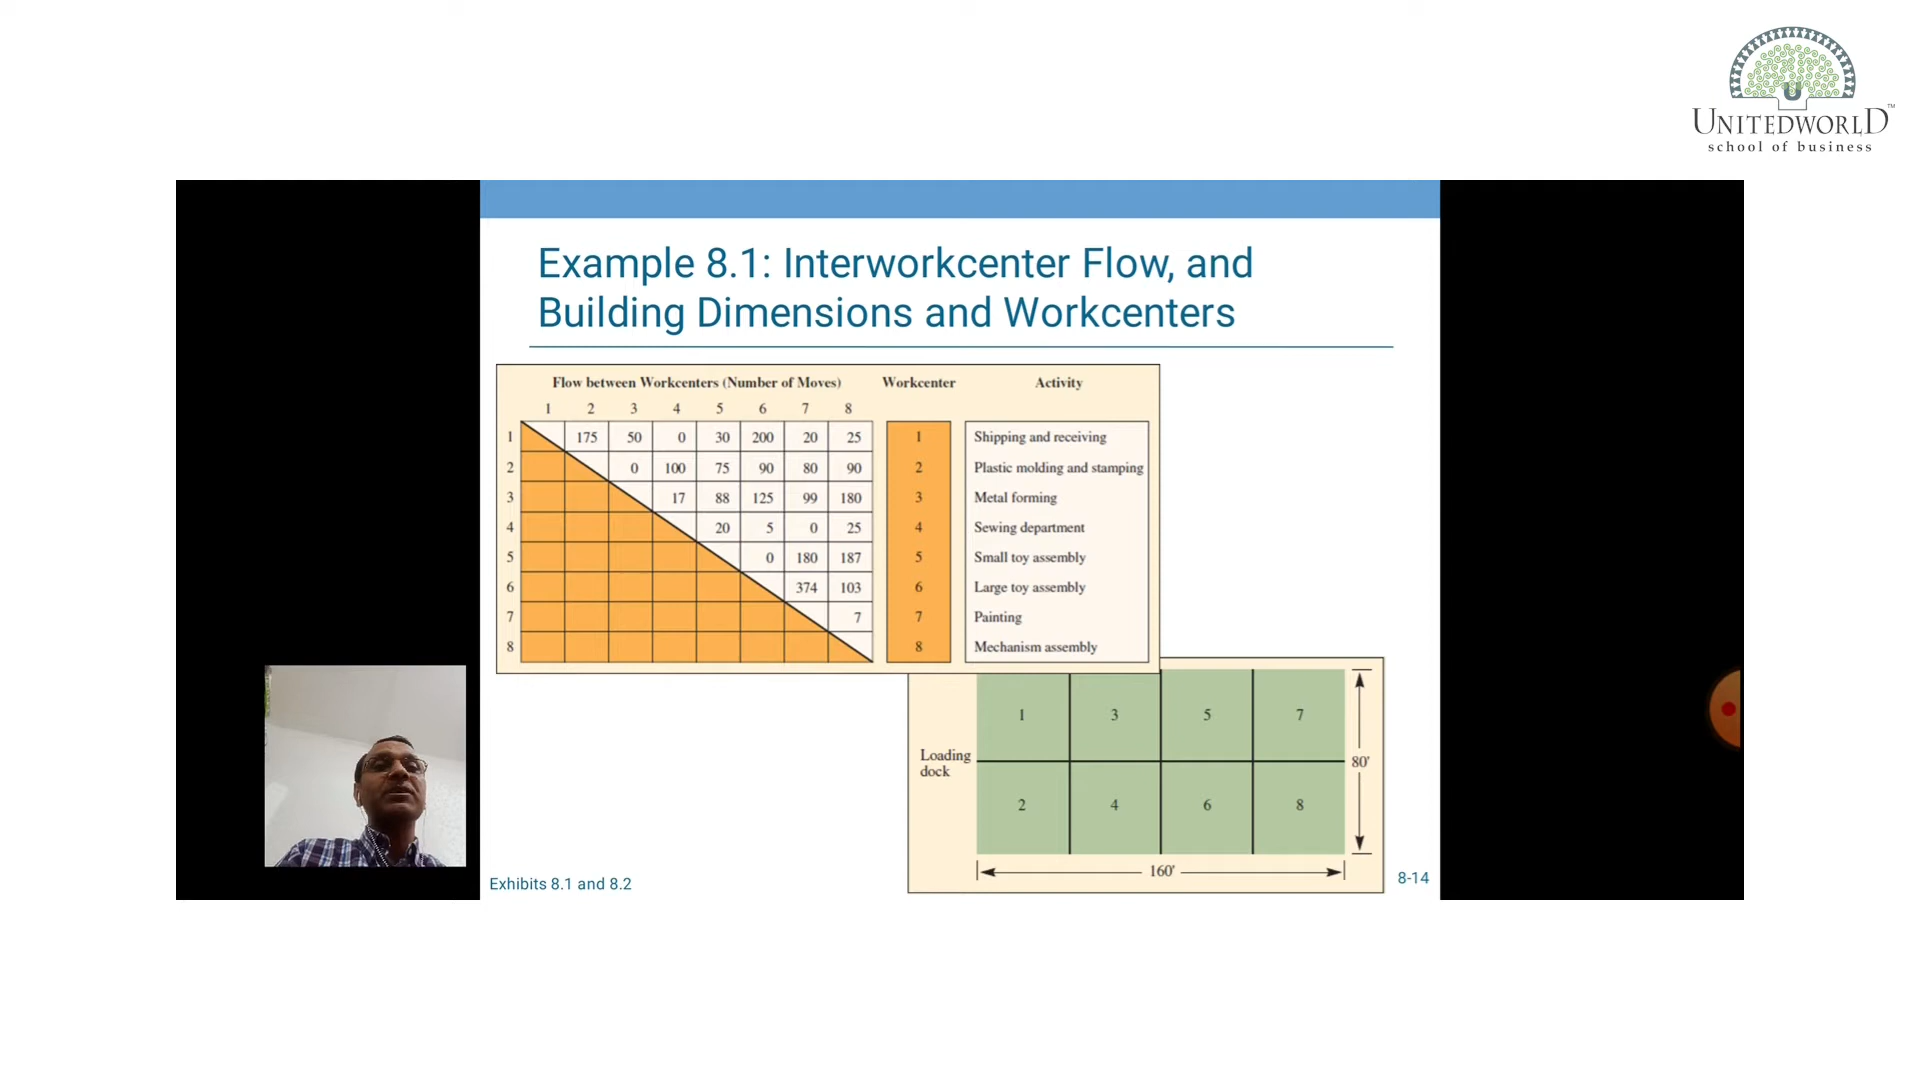 UNITEDWORLD™
school of business
Example 8.1: Interworkcenter Flow, and
Building Dimensions and Workcenters
Flow between Workcenters (Number of Moves) Workcenter Activity
1 2 3 4 5 6 7 8
1 175 50 0 30 200 20 25 1 Shipping and receiving
2 0 100 75 90 80 90 2 Plastic molding and stamping
3 17 88 125 99 180 3 Metal forming
4 20 5 0 25 4 Sewing department
5 0 180 187 5 Small toy assembly
6 374 103 6 Large toy assembly
7 7 7 Painting
8 8 Mechanism assembly
1 3 5 7
Loading
dock
80'
2 4 6 8
160'
Exhibits 8.1 and 8.2
8-14